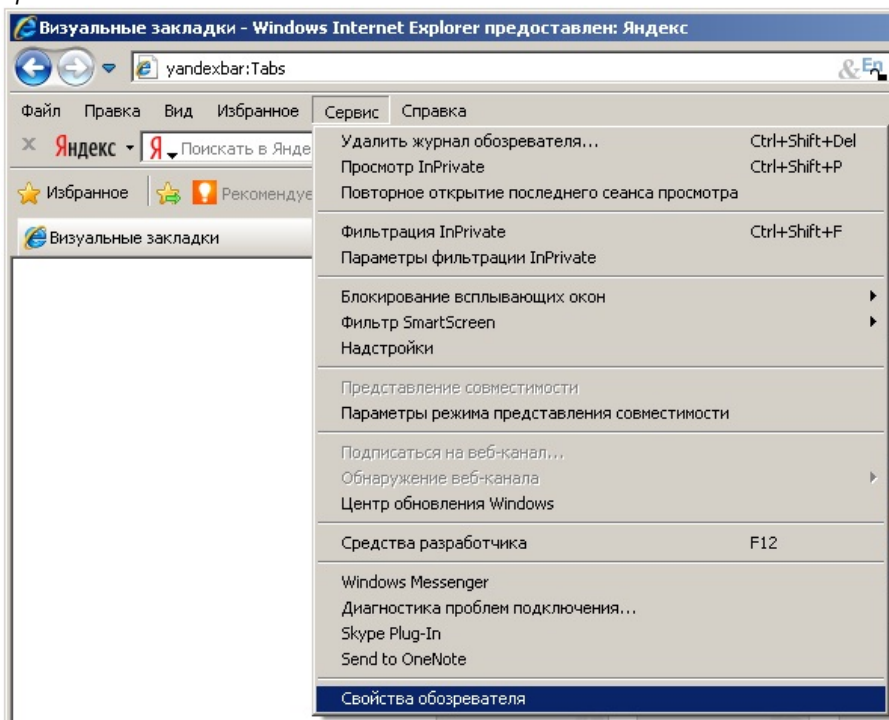 Визуальные закладки - Windows Internet Explorer предоставлен: Яндекс
yandexbar:Tabs
& En
Файл Правка Вид Избранное Сервис Справка
Яндекс Я Поискать в Янде
Избранное Рекомендуе
Визуальные закладки
Удалить журнал обозревателя... Ctrl+Shift+Del
Просмотр InPrivate Ctrl+Shift+P
Повторное открытие последнего сеанса просмотра
Фильтрация InPrivate Ctrl+Shift+F
Параметры фильтрации InPrivate
Блокирование всплывающих окон
Фильтр SmartScreen
Надстройки
Представление совместимости
Параметры режима представления совместимости
Подписаться на веб-канал...
Обнаружение веб-канала
Центр обновления Windows
Средства разработчика F12
Windows Messenger
Диагностика проблем подключения...
Skype Plug-In
Send to OneNote
Свойства обозревателя